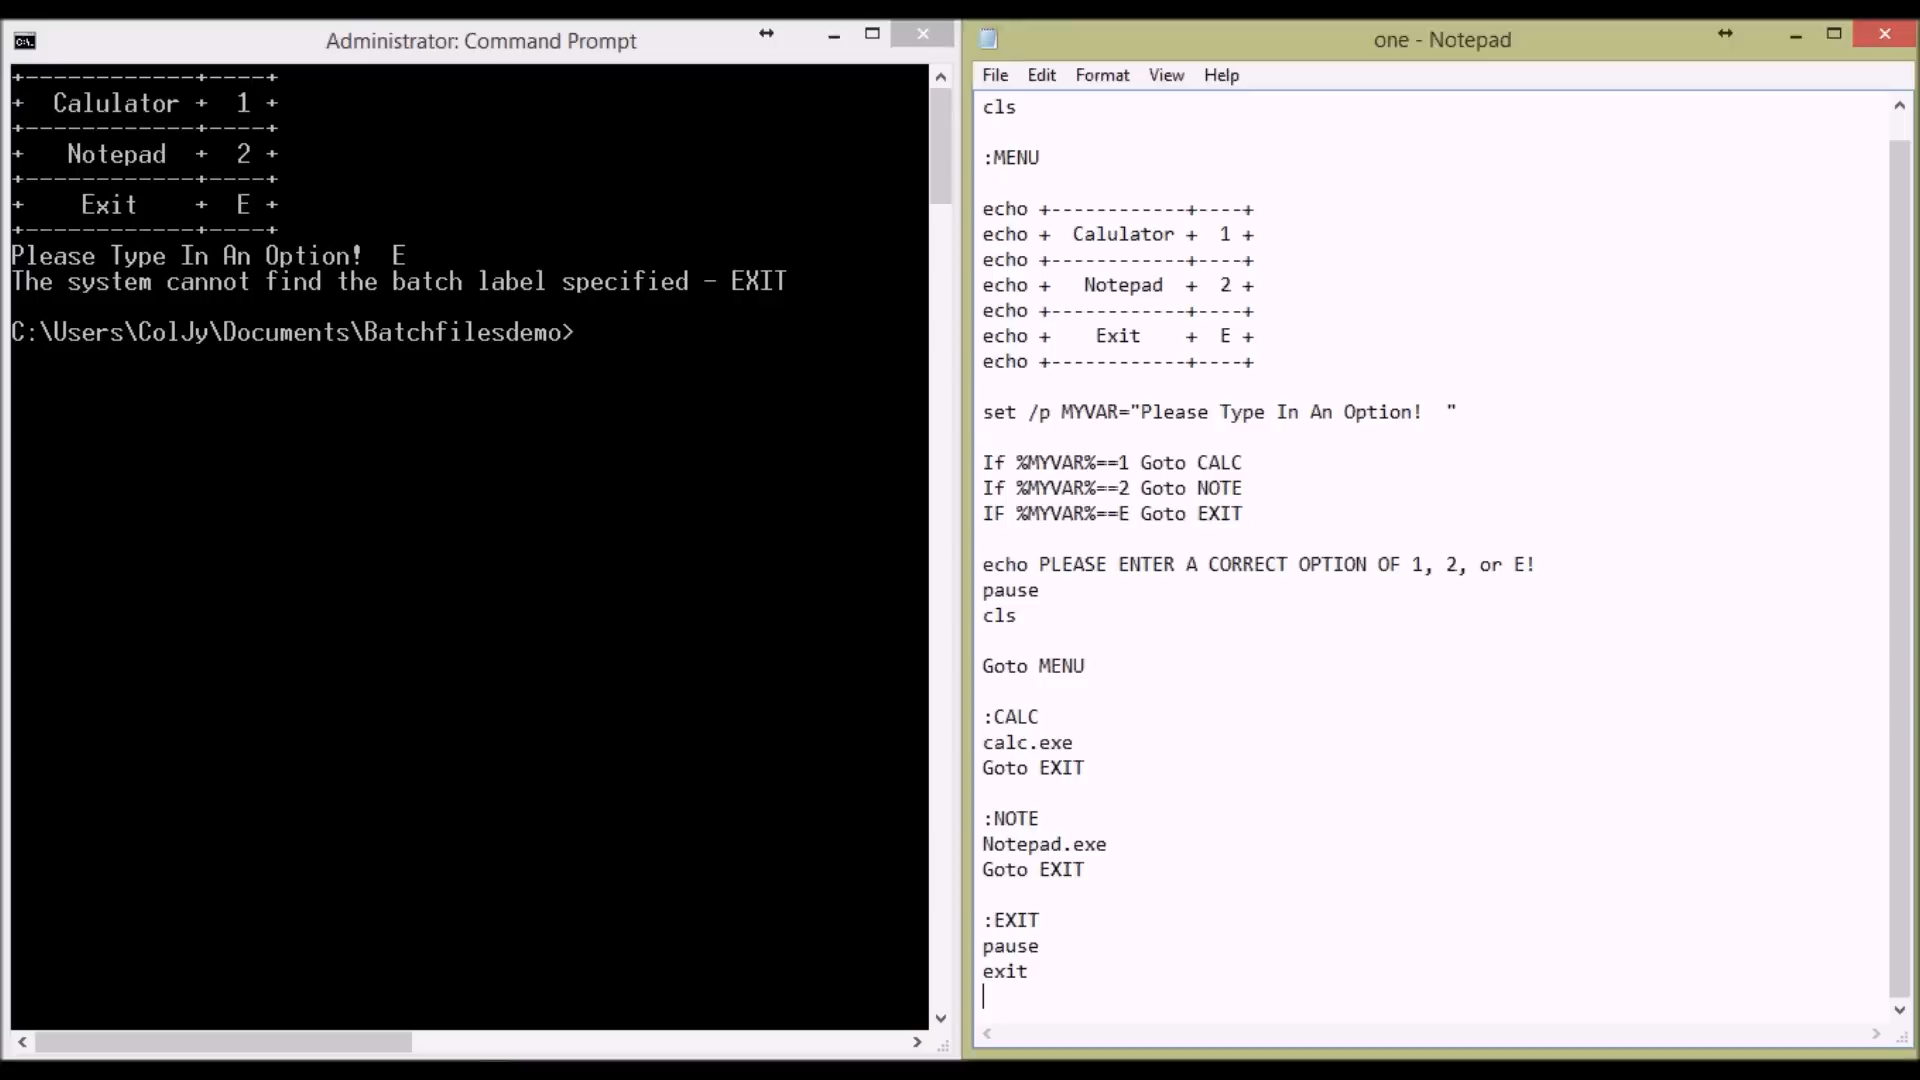 Administrator: Command Prompt
+------------+----+
+  Calulator +  1 +
+------------+----+
+   Notepad  +  2 +
+------------+----+
+    Exit    +  E +
+------------+----+
Please Type In An Option!  E
The system cannot find the batch label specified - EXIT
C:\Users\ColJy\Documents\Batchfilesdemo>
one - Notepad
File Edit Format View Help
cls
:MENU
echo +------------+----+
echo +  Calulator +  1 +
echo +------------+----+
echo +   Notepad  +  2 +
echo +------------+----+
echo +    Exit    +  E +
echo +------------+----+
set /p MYVAR="Please Type In An Option!  "
If %MYVAR%==1 Goto CALC
If %MYVAR%==2 Goto NOTE
IF %MYVAR%==E Goto EXIT
echo PLEASE ENTER A CORRECT OPTION OF 1, 2, or E!
pause
cls
Goto MENU
:CALC
calc.exe
Goto EXIT
:NOTE
Notepad.exe
Goto EXIT
:EXIT
pause
exit